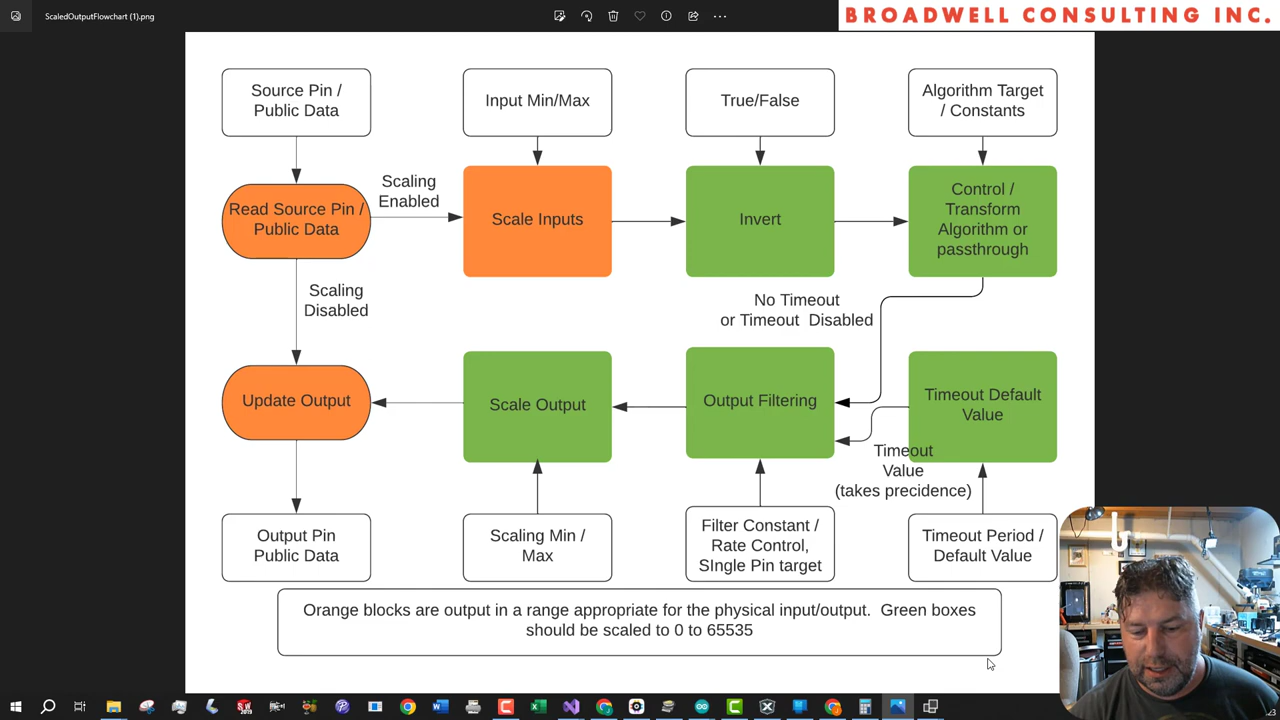 ScaledOutputFlowchart (1).png
BROADWELL CONSULTING INC.
Source Pin /
Public Data
Input Min/Max
True/False
Algorithm Target
/ Constants
Scaling
Enabled
Read Source Pin /
Public Data
Scale Inputs
Invert
Control /
Transform
Algorithm or
passthrough
Scaling
Disabled
No Timeout
or Timeout Disabled
Update Output
Scale Output
Output Filtering
Timeout Default
Value
Timeout
Value
(takes precidence)
Output Pin
Public Data
Scaling Min /
Max
Filter Constant /
Rate Control,
SIngle Pin target
Timeout Period /
Default Value
Orange blocks are output in a range appropriate for the physical input/output. Green boxes
should be scaled to 0 to 65535